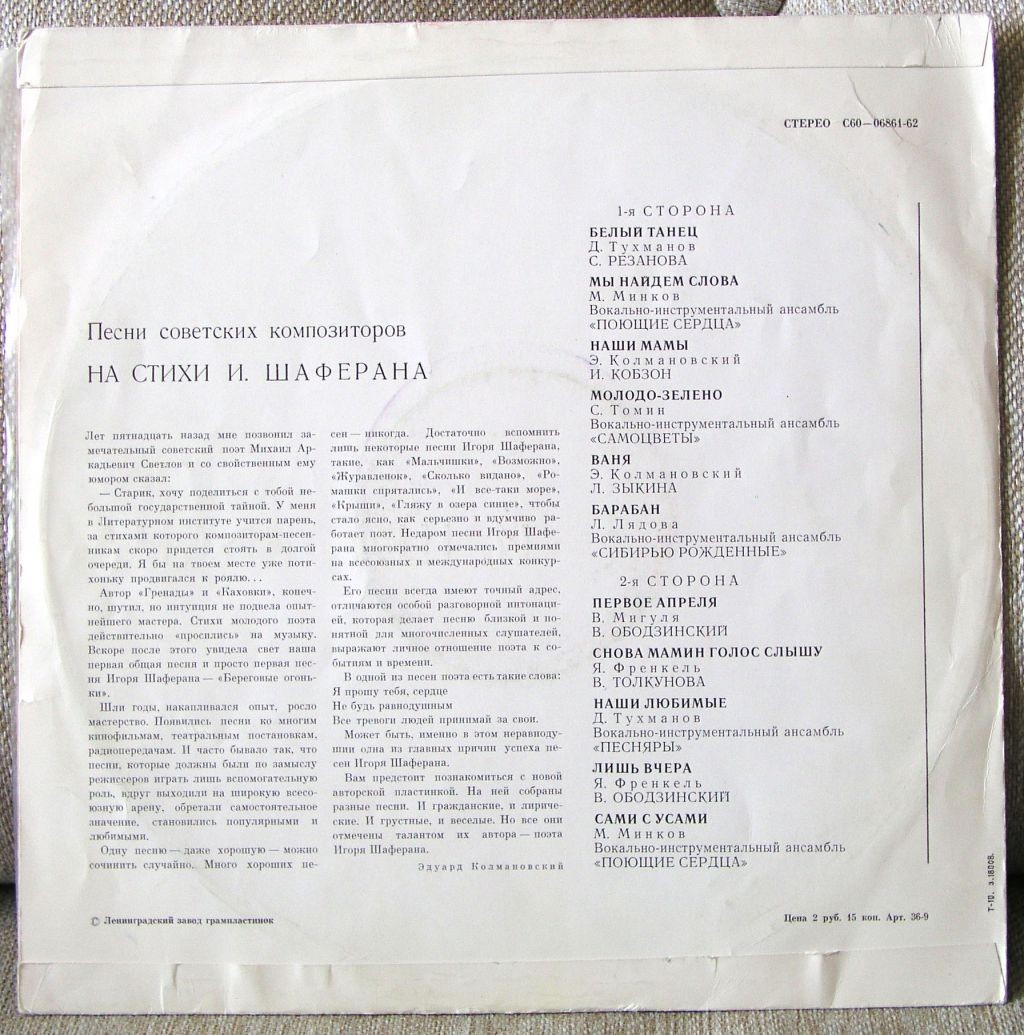 СТЕРЕО С60—06861-62
Песни советских композиторов
НА СТИХИ И. ШАФЕРАНА
Лет пятнадцать назад мне позвонил за-
мечательный советский поэт Михаил Ар-
кадьевич Светлов и со свойственным ему
юмором сказал:
— Старик, хочу поделиться с тобой не-
большой государственной тайной. У меня
в Литературном институте учится парень,
за стихами которого композиторам-песен-
никам скоро придется стоять в долгой
очереди. Я бы на твоем месте уже поти-
хоньку продвигался к роялю...
Автор «Гренады» и «Каховки», конеч-
но, шутил, но интуиция не подвела опыт-
нейшего мастера. Стихи молодого поэта
действительно «просились» на музыку.
Вскоре после этого увидела свет наша
первая общая песня и просто первая пес-
ня Игоря Шаферана — «Береговые огонь-
ки».
Шли годы, накапливался опыт, росло
мастерство. Появились песни ко многим
кинофильмам, театральным постановкам,
радиопередачам. И часто бывало так, что
песни, которые должны были по замыслу
режиссеров играть лишь вспомогательную
роль, вдруг выходили на широкую всесо-
юзную арену, обретали самостоятельное
значение, становились популярными и
любимыми.
Одну песню — даже хорошую — можно
сочинить случайно. Много хороших пе-
сен — никогда. Достаточно вспомнить
лишь некоторые песни Игоря Шаферана,
такие, как «Мальчишки», «Возможно»,
«Журавленок», «Сколько видано», «Ро-
машки спрятались», «И все-таки море»,
«Крыши», «Гляжу в озера синие», чтобы
стало ясно, как серьезно и вдумчиво ра-
ботает поэт. Недаром песни Игоря Шафе-
рана многократно отмечались премиями
на всесоюзных и международных конкур-
сах.
Его песни всегда имеют точный адрес,
отличаются особой разговорной интонаци-
ей, которая делает песню близкой и по-
нятной для многочисленных слушателей,
выражают личное отношение поэта к со-
бытиям и времени.
В одной из песен поэта есть такие слова:
Я прошу тебя, сердце
Не будь равнодушным
Все тревоги людей принимай за свои.
Может быть, именно в этом неравноду-
шии одна из главных причин успеха пе-
сен Игоря Шаферана.
Вам предстоит познакомиться с новой
авторской пластинкой. На ней собраны
разные песни. И гражданские, и лириче-
ские. И грустные, и веселые. Но все они
отмечены талантом их автора — поэта
Игоря Шаферана.
Эдуард Колмановский
1-я СТОРОНА
БЕЛЫЙ ТАНЕЦ
Д. Тухманов
С. РЕЗАНОВА
МЫ НАЙДЕМ СЛОВА
М. Минков
Вокально-инструментальный ансамбль
«ПОЮЩИЕ СЕРДЦА»
НАШИ МАМЫ
Э. Колмановский
И. КОБЗОН
МОЛОДО-ЗЕЛЕНО
С. Томин
Вокально-инструментальный ансамбль
«САМОЦВЕТЫ»
ВАНЯ
Э. Колмановский
Л. ЗЫКИНА
БАРАБАН
Л. Лядова
Вокально-инструментальный ансамбль
«СИБИРЬЮ РОЖДЕННЫЕ»
2-я СТОРОНА
ПЕРВОЕ АПРЕЛЯ
В. Мигуля
В. ОБОДЗИНСКИЙ
СНОВА МАМИН ГОЛОС СЛЫШУ
Я. Френкель
В. ТОЛКУНОВА
НАШИ ЛЮБИМЫЕ
Д. Тухманов
Вокально-инструментальный ансамбль
«ПЕСНЯРЫ»
ЛИШЬ ВЧЕРА
Я. Френкель
В. ОБОДЗИНСКИЙ
САМИ С УСАМИ
М. Минков
Вокально-инструментальный ансамбль
«ПОЮЩИЕ СЕРДЦА»
© Ленинградский завод грампластинок
Цена 2 руб. 15 коп. Арт. 36-9
Т-10. з.18008.